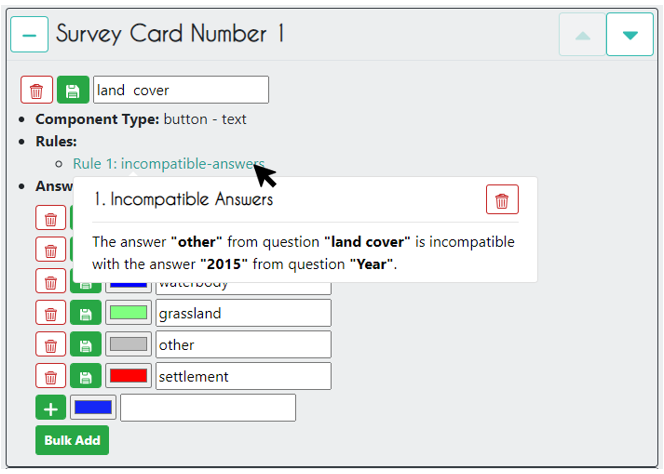 Survey Card Number 1
land cover
Component Type: button - text
Rules:
Rule 1: incompatible-answers
Answ
1. Incompatible Answers
The answer "other" from question "land cover" is incompatible
with the answer "2015" from question "Year".
waterbody
grassland
other
settlement
Bulk Add